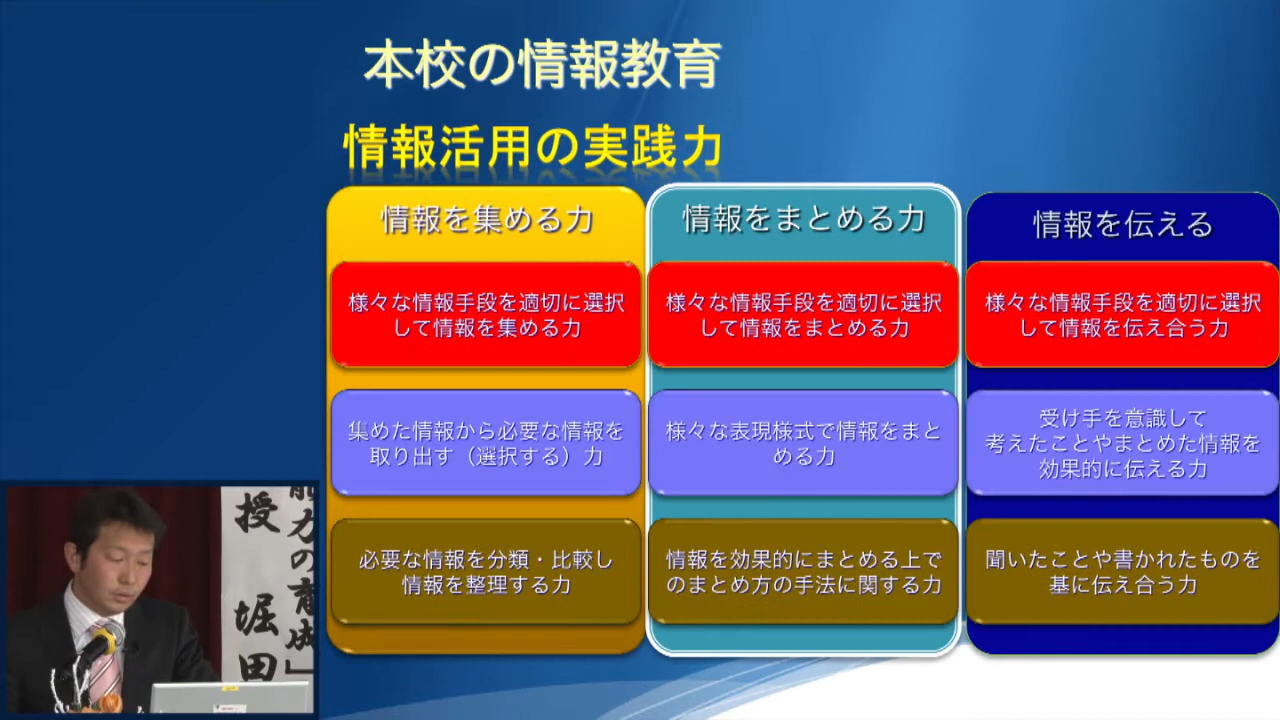 本校の情報教育
情報活用の実践力
情報を集める力
様々な情報手段を適切に選択
して情報を集める力
集めた情報から必要な情報を
取り出す（選択する）力
必要な情報を分類・比較し
情報を整理する力
情報をまとめる力
様々な情報手段を適切に選択
して情報をまとめる力
様々な表現様式で情報をまと
める力
情報を効果的にまとめる上で
のまとめ方の手法に関する力
情報を伝える
様々な情報手段を適切に選択
して情報を伝え合う力
受け手を意識して
考えたことやまとめた情報を
効果的に伝える力
聞いたことや書かれたものを
基に伝え合う力
力の育成」
授 堀田